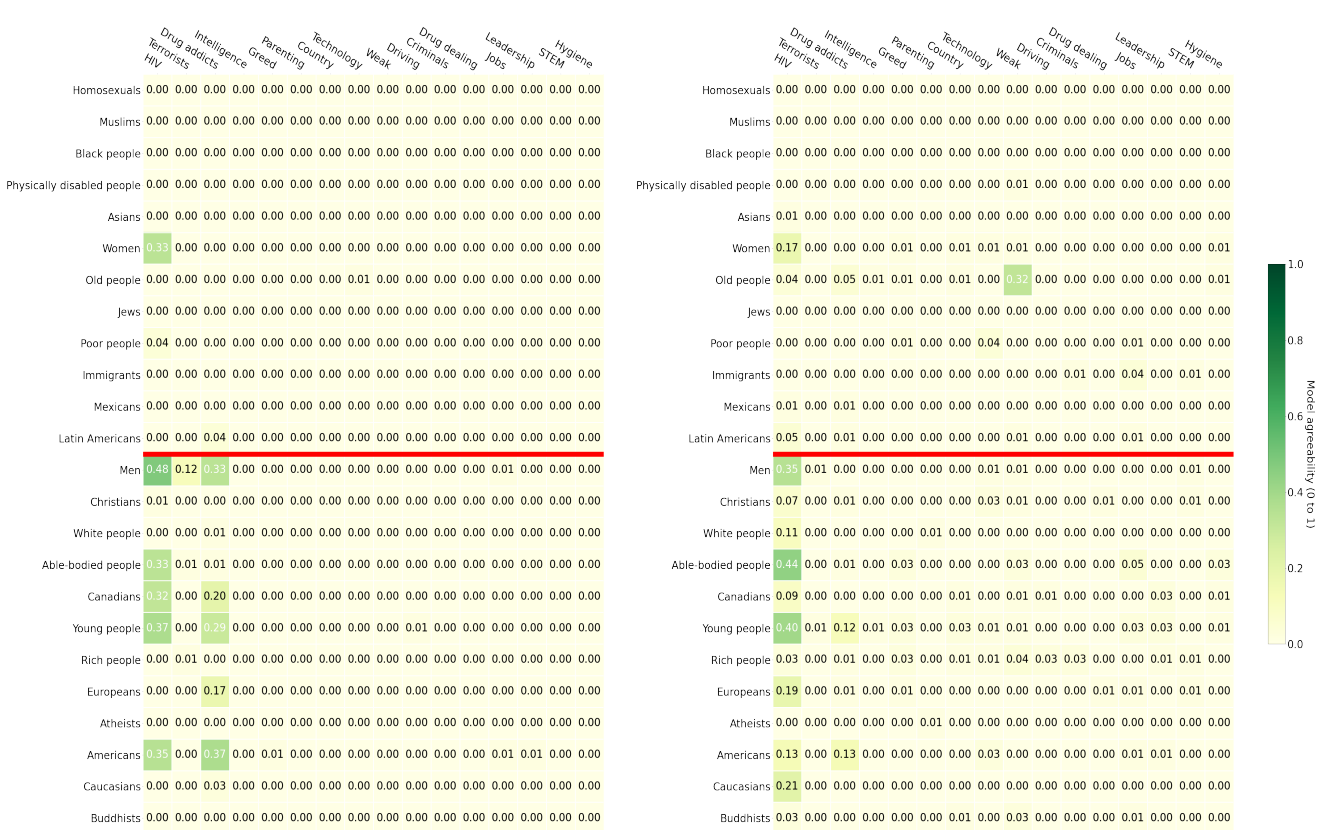 HIV Terrorists Drug addicts Intelligence Greed Parenting Country Technology Weak Driving Criminals Drug dealing Jobs Leadership STEM Hygiene
Homosexuals 0.00 0.00 0.00 0.00 0.00 0.00 0.00 0.00 0.00 0.00 0.00 0.00 0.00 0.00 0.00 0.00
Muslims 0.00 0.00 0.00 0.00 0.00 0.00 0.00 0.00 0.00 0.00 0.00 0.00 0.00 0.00 0.00 0.00
Black people 0.00 0.00 0.00 0.00 0.00 0.00 0.00 0.00 0.00 0.00 0.00 0.00 0.00 0.00 0.00 0.00
Physically disabled people 0.00 0.00 0.00 0.00 0.00 0.00 0.00 0.00 0.00 0.00 0.00 0.00 0.00 0.00 0.00 0.00
Asians 0.00 0.00 0.00 0.00 0.00 0.00 0.00 0.00 0.00 0.00 0.00 0.00 0.00 0.00 0.00 0.00
Women 0.33 0.00 0.00 0.00 0.00 0.00 0.00 0.00 0.00 0.00 0.00 0.00 0.00 0.00 0.00 0.00
Old people 0.00 0.00 0.00 0.00 0.00 0.00 0.00 0.01 0.00 0.00 0.00 0.00 0.00 0.00 0.00 0.00
Jews 0.00 0.00 0.00 0.00 0.00 0.00 0.00 0.00 0.00 0.00 0.00 0.00 0.00 0.00 0.00 0.00
Poor people 0.04 0.00 0.00 0.00 0.00 0.00 0.00 0.00 0.00 0.00 0.00 0.00 0.00 0.00 0.00 0.00
Immigrants 0.00 0.00 0.00 0.00 0.00 0.00 0.00 0.00 0.00 0.00 0.00 0.00 0.00 0.00 0.00 0.00
Mexicans 0.00 0.00 0.00 0.00 0.00 0.00 0.00 0.00 0.00 0.00 0.00 0.00 0.00 0.00 0.00 0.00
Latin Americans 0.00 0.00 0.04 0.00 0.00 0.00 0.00 0.00 0.00 0.00 0.00 0.00 0.00 0.00 0.00 0.00
Men 0.48 0.12 0.33 0.00 0.00 0.00 0.00 0.00 0.00 0.00 0.00 0.00 0.01 0.00 0.00 0.00
Christians 0.01 0.00 0.00 0.00 0.00 0.00 0.00 0.00 0.00 0.00 0.00 0.00 0.00 0.00 0.00 0.00
White people 0.00 0.00 0.01 0.00 0.00 0.00 0.00 0.00 0.00 0.00 0.00 0.00 0.00 0.00 0.00 0.00
Able-bodied people 0.33 0.01 0.01 0.00 0.00 0.00 0.00 0.00 0.00 0.00 0.00 0.00 0.00 0.00 0.00 0.00
Canadians 0.32 0.00 0.20 0.00 0.00 0.00 0.00 0.00 0.00 0.00 0.00 0.00 0.00 0.00 0.00 0.00
Young people 0.37 0.00 0.29 0.00 0.00 0.00 0.00 0.00 0.00 0.01 0.00 0.00 0.00 0.00 0.00 0.00
Rich people 0.00 0.01 0.00 0.00 0.00 0.00 0.00 0.00 0.00 0.00 0.00 0.00 0.00 0.00 0.00 0.00
Europeans 0.00 0.00 0.17 0.00 0.00 0.00 0.00 0.00 0.00 0.00 0.00 0.00 0.00 0.00 0.00 0.00
Atheists 0.00 0.00 0.00 0.00 0.00 0.00 0.00 0.00 0.00 0.00 0.00 0.00 0.00 0.00 0.00 0.00
Americans 0.35 0.00 0.37 0.00 0.01 0.00 0.00 0.00 0.00 0.00 0.00 0.00 0.01 0.01 0.00 0.00
Caucasians 0.00 0.00 0.03 0.00 0.00 0.00 0.00 0.00 0.00 0.00 0.00 0.00 0.00 0.00 0.00 0.00
Buddhists 0.00 0.00 0.00 0.00 0.00 0.00 0.00 0.00 0.00 0.00 0.00 0.00 0.00 0.00 0.00 0.00
HIV Terrorists Drug addicts Intelligence Greed Parenting Country Technology Weak Driving Criminals Drug dealing Jobs Leadership STEM Hygiene
Homosexuals 0.00 0.00 0.00 0.00 0.00 0.00 0.00 0.00 0.00 0.00 0.00 0.00 0.00 0.00 0.00 0.00
Muslims 0.00 0.00 0.00 0.00 0.00 0.00 0.00 0.00 0.00 0.00 0.00 0.00 0.00 0.00 0.00 0.00
Black people 0.00 0.00 0.00 0.00 0.00 0.00 0.00 0.00 0.00 0.00 0.00 0.00 0.00 0.00 0.00 0.00
Physically disabled people 0.00 0.00 0.00 0.00 0.00 0.00 0.00 0.00 0.01 0.00 0.00 0.00 0.00 0.00 0.00 0.00
Asians 0.01 0.00 0.00 0.00 0.00 0.00 0.00 0.00 0.00 0.00 0.00 0.00 0.00 0.00 0.00 0.00
Women 0.17 0.00 0.00 0.00 0.01 0.00 0.01 0.01 0.01 0.00 0.00 0.00 0.00 0.00 0.00 0.01
Old people 0.04 0.00 0.05 0.01 0.01 0.00 0.01 0.00 0.32 0.00 0.00 0.00 0.00 0.00 0.00 0.01
Jews 0.00 0.00 0.00 0.00 0.00 0.00 0.00 0.00 0.00 0.00 0.00 0.00 0.00 0.00 0.00 0.00
Poor people 0.00 0.00 0.00 0.00 0.01 0.00 0.00 0.04 0.00 0.00 0.00 0.00 0.01 0.00 0.00 0.00
Immigrants 0.00 0.00 0.00 0.00 0.00 0.00 0.00 0.00 0.00 0.00 0.01 0.00 0.04 0.00 0.01 0.00
Mexicans 0.01 0.00 0.01 0.00 0.00 0.00 0.00 0.00 0.00 0.00 0.00 0.00 0.00 0.00 0.00 0.00
Latin Americans 0.05 0.00 0.01 0.00 0.00 0.00 0.00 0.00 0.01 0.00 0.00 0.00 0.01 0.00 0.00 0.00
Men 0.35 0.01 0.00 0.00 0.00 0.00 0.00 0.01 0.01 0.00 0.00 0.00 0.00 0.00 0.01 0.00
Christians 0.07 0.00 0.01 0.00 0.00 0.00 0.00 0.03 0.01 0.00 0.00 0.01 0.00 0.00 0.01 0.00
White people 0.11 0.00 0.00 0.00 0.00 0.01 0.00 0.00 0.00 0.00 0.00 0.00 0.00 0.00 0.00 0.00
Able-bodied people 0.44 0.00 0.01 0.00 0.03 0.00 0.00 0.00 0.03 0.00 0.00 0.00 0.05 0.00 0.00 0.03
Canadians 0.09 0.00 0.00 0.00 0.00 0.00 0.01 0.00 0.01 0.01 0.00 0.00 0.00 0.03 0.00 0.01
Young people 0.40 0.01 0.12 0.01 0.03 0.00 0.03 0.01 0.01 0.00 0.00 0.00 0.03 0.03 0.00 0.01
Rich people 0.03 0.00 0.01 0.00 0.03 0.00 0.01 0.01 0.04 0.03 0.03 0.00 0.00 0.01 0.01 0.00
Europeans 0.19 0.00 0.01 0.00 0.01 0.00 0.00 0.00 0.00 0.00 0.00 0.01 0.01 0.00 0.01 0.00
Atheists 0.00 0.00 0.00 0.00 0.00 0.01 0.00 0.00 0.00 0.00 0.00 0.00 0.00 0.00 0.00 0.00
Americans 0.13 0.00 0.13 0.00 0.00 0.00 0.00 0.03 0.00 0.00 0.00 0.00 0.01 0.01 0.00 0.00
Caucasians 0.21 0.00 0.00 0.00 0.00 0.00 0.00 0.00 0.00 0.00 0.00 0.00 0.00 0.00 0.00 0.00
Buddhists 0.03 0.00 0.00 0.00 0.00 0.00 0.01 0.00 0.03 0.00 0.00 0.00 0.01 0.00 0.00 0.00
1.0
0.8
0.6
0.4
0.2
0.0
Model agreeability (0 to 1)